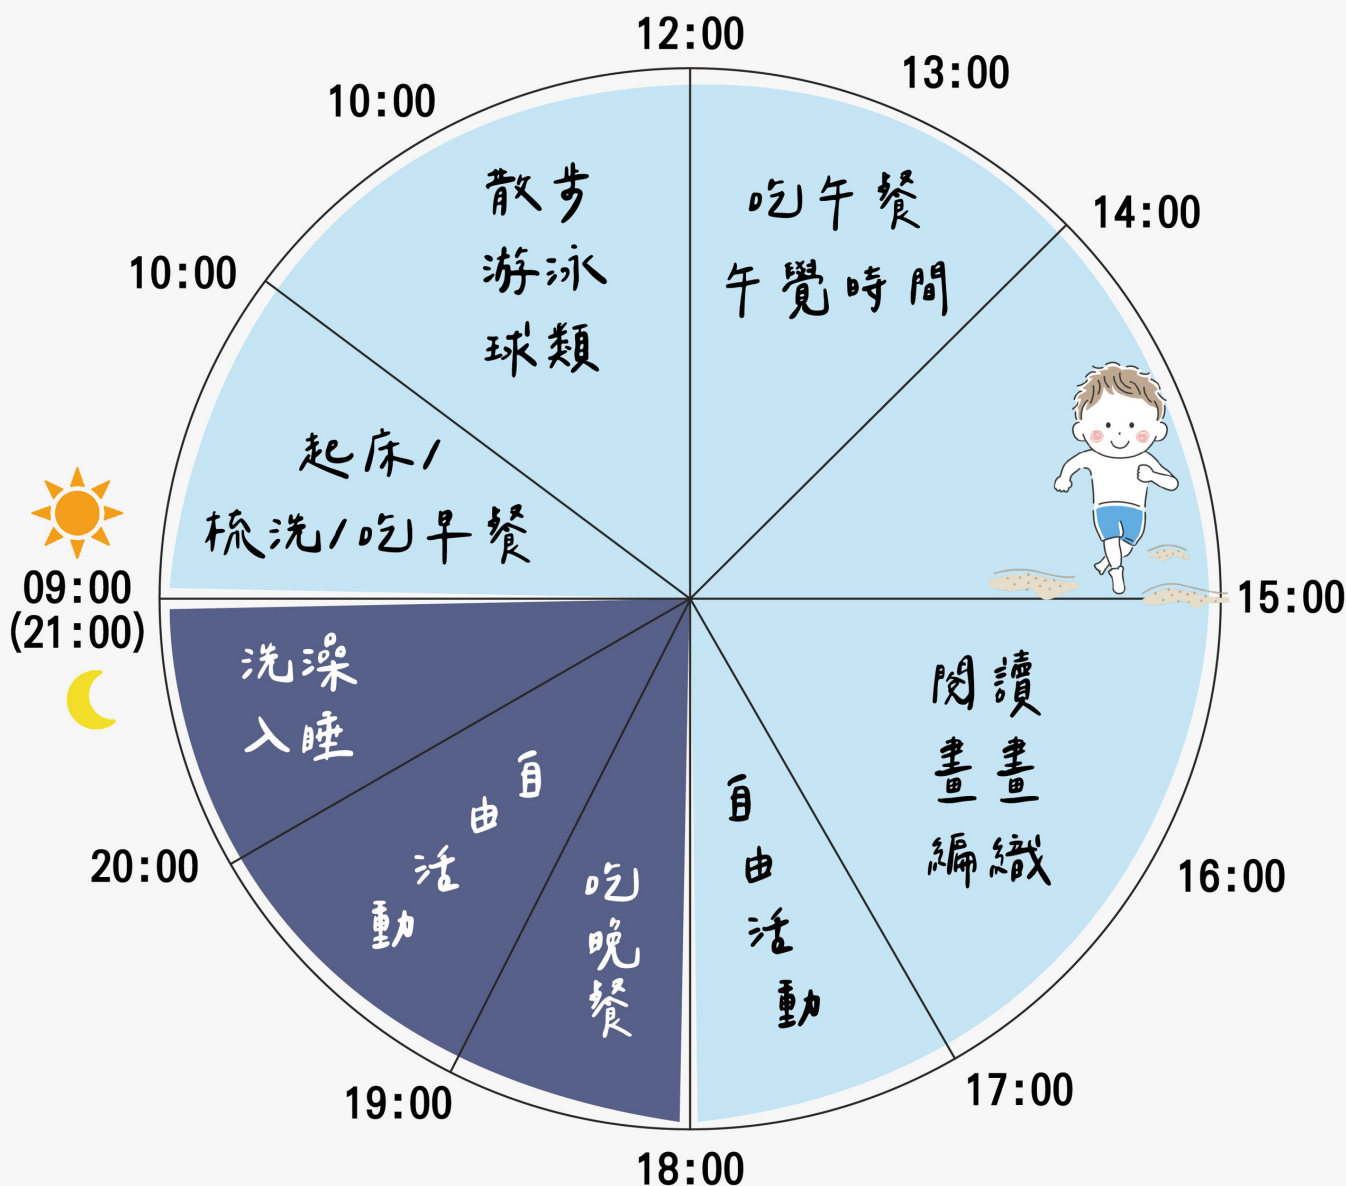 12:00
13:00
14:00
15:00
16:00
17:00
18:00
19:00
20:00
09:00
(21:00)
10:00
10:00
散步
游泳
球類
吃午餐
午覺時間
起床/
梳洗/吃早餐
閱讀
畫畫
編織
自由活動
吃晚餐
自由活動
洗澡
入睡